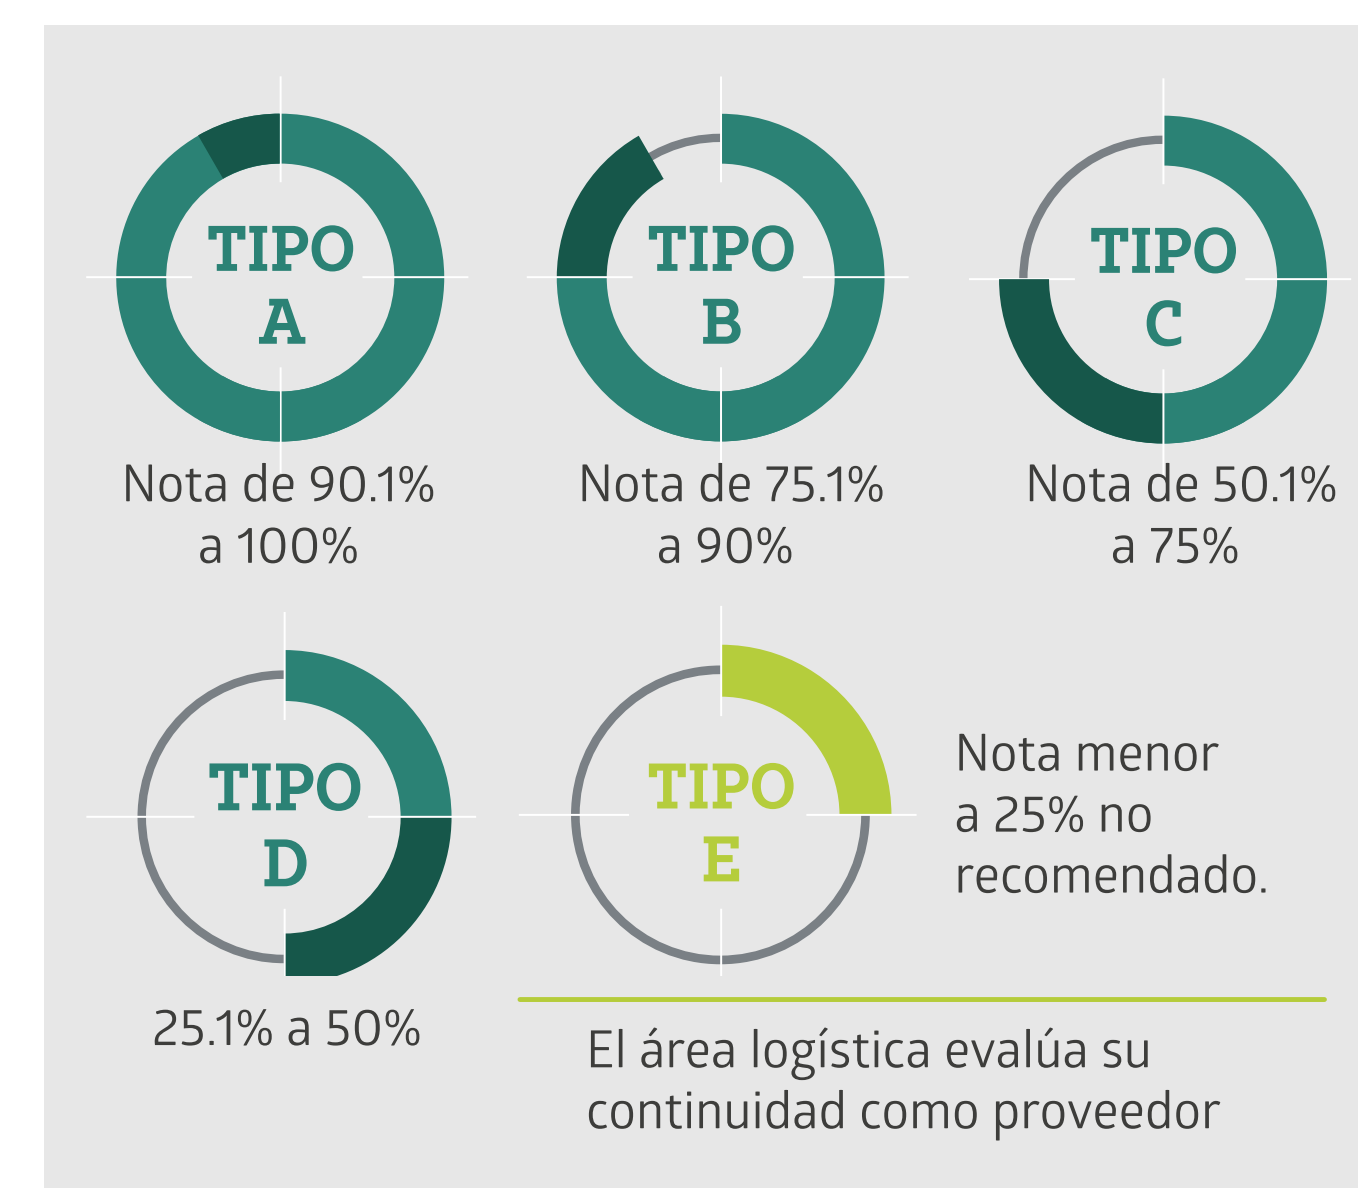 TIPO
A
Nota de 90.1%
a 100%
TIPO
B
Nota de 75.1%
a 90%
TIPO
C
Nota de 50.1%
a 75%
TIPO
D
25.1% a 50%
TIPO
E
Nota menor
a 25% no
recomendado.
El área logística evalúa su
continuidad como proveedor